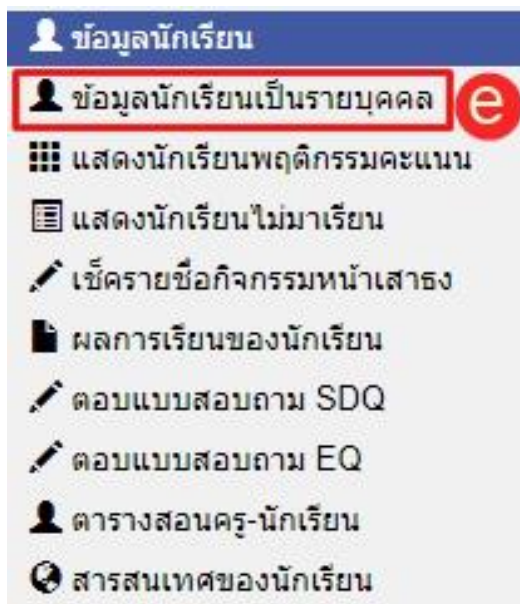 ข้อมูลนักเรียน
ข้อมูลนักเรียนเป็นรายบุคคล e
แสดงนักเรียนพฤติกรรมคะแนน
แสดงนักเรียนไม่มาเรียน
เช็ครายชื่อกิจกรรมหน้าเสาธง
ผลการเรียนของนักเรียน
ตอบแบบสอบถาม SDQ
ตอบแบบสอบถาม EQ
ตารางสอนครู-นักเรียน
สารสนเทศของนักเรียน